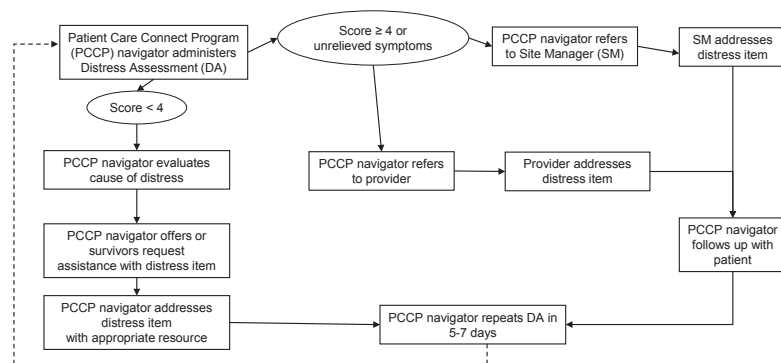 Patient Care Connect Program
(PCCP) navigator administers
Distress Assessment (DA)
Score ≥ 4 or
unrelieved symptoms
PCCP navigator refers
to Site Manager (SM)
SM addresses
distress item
Score < 4
PCCP navigator evaluates
cause of distress
PCCP navigator refers
to provider
Provider addresses
distress item
PCCP navigator offers or
survivors request
assistance with distress item
PCCP navigator
follows up with
patient
PCCP navigator addresses
distress item
with appropriate resource
PCCP navigator repeats DA in
5-7 days